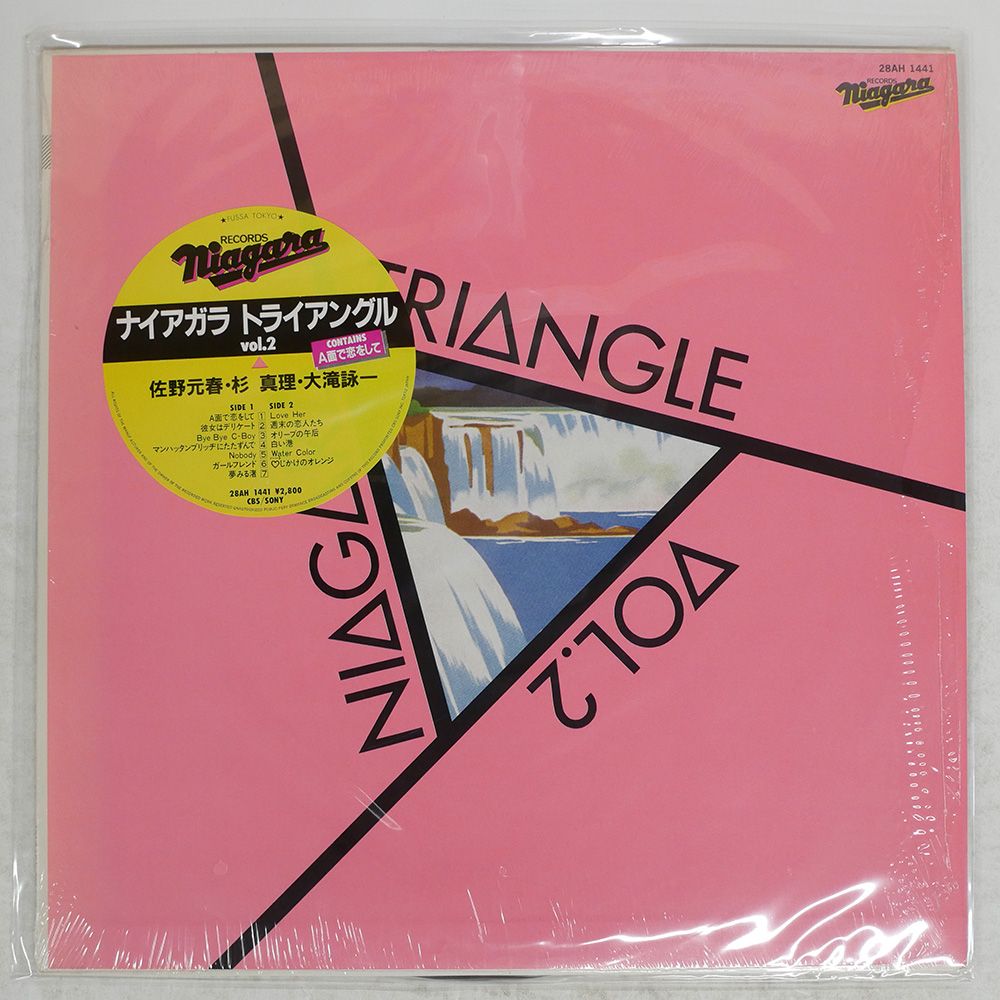 28AH 1441
RECORDS
Niagara
★FUSSA TOKYO★
RECORDS
Niagara
ナイアガラ トライアングル
vol.2
CONTAINS
A面で恋をして
佐野元春・杉 真理・大滝詠一
SIDE 1 SIDE 2
A面で恋をして 1 Love Her
彼女はデリケート 2 週末の恋人たち
Bye Bye C-Boy 3 オリーブの午后
マンハッタンブリッヂにたたずんで 4 白い港
Nobody 5 Water Color
ガールフレンド 6 ♡じかけのオレンジ
夢みる渚 7
28AH 1441 ¥2,800
CBS/SONY
TRIANGLE
NIAGA
VOL.2